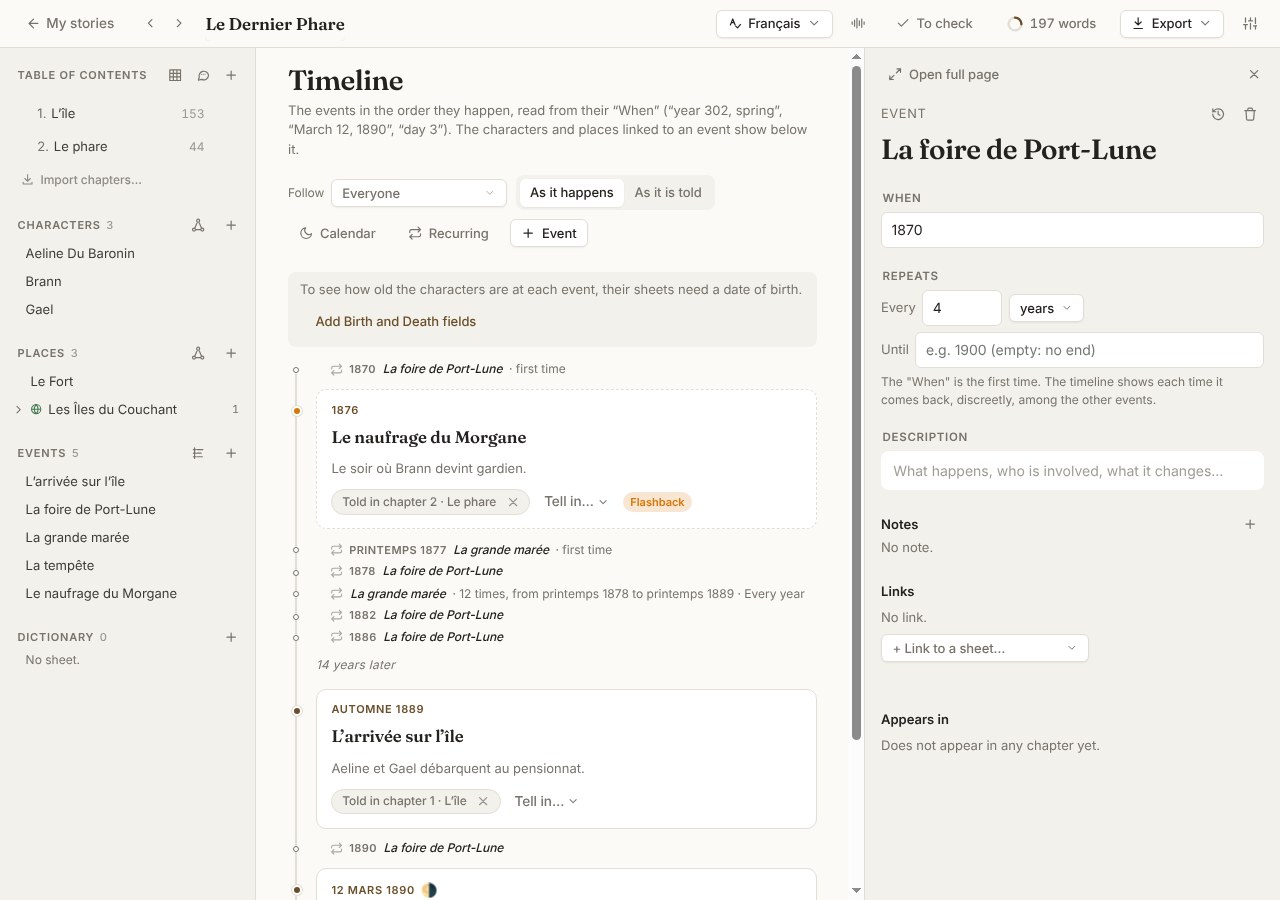 My stories
Le Dernier Phare
Français
To check
197 words
Export
TABLE OF CONTENTS
1. L’île 153
2. Le phare 44
Import chapters...
CHARACTERS 3
Aeline Du Baronin
Brann
Gael
PLACES 3
Le Fort
Les Îles du Couchant 1
EVENTS 5
L’arrivée sur l’île
La foire de Port-Lune
La grande marée
La tempête
Le naufrage du Morgane
DICTIONARY 0
No sheet.
Timeline
The events in the order they happen, read from their “When” (“year 302, spring”,
“March 12, 1890”, “day 3”). The characters and places linked to an event show below
it.
Follow Everyone As it happens As it is told
Calendar Recurring + Event
To see how old the characters are at each event, their sheets need a date of birth.
Add Birth and Death fields
1870 La foire de Port-Lune · first time
1876
Le naufrage du Morgane
Le soir où Brann devint gardien.
Told in chapter 2 · Le phare Tell in... Flashback
PRINTEMPS 1877 La grande marée · first time
1878 La foire de Port-Lune
La grande marée · 12 times, from printemps 1878 to printemps 1889 · Every year
1882 La foire de Port-Lune
1886 La foire de Port-Lune
14 years later
AUTOMNE 1889
L’arrivée sur l’île
Aeline et Gael débarquent au pensionnat.
Told in chapter 1 · L’île Tell in...
1890 La foire de Port-Lune
12 MARS 1890
Open full page
EVENT
La foire de Port-Lune
WHEN
1870
REPEATS
Every 4 years
Until e.g. 1900 (empty: no end)
The "When" is the first time. The timeline shows each time it
comes back, discreetly, among the other events.
DESCRIPTION
What happens, who is involved, what it changes...
Notes
No note.
Links
No link.
+ Link to a sheet...
Appears in
Does not appear in any chapter yet.